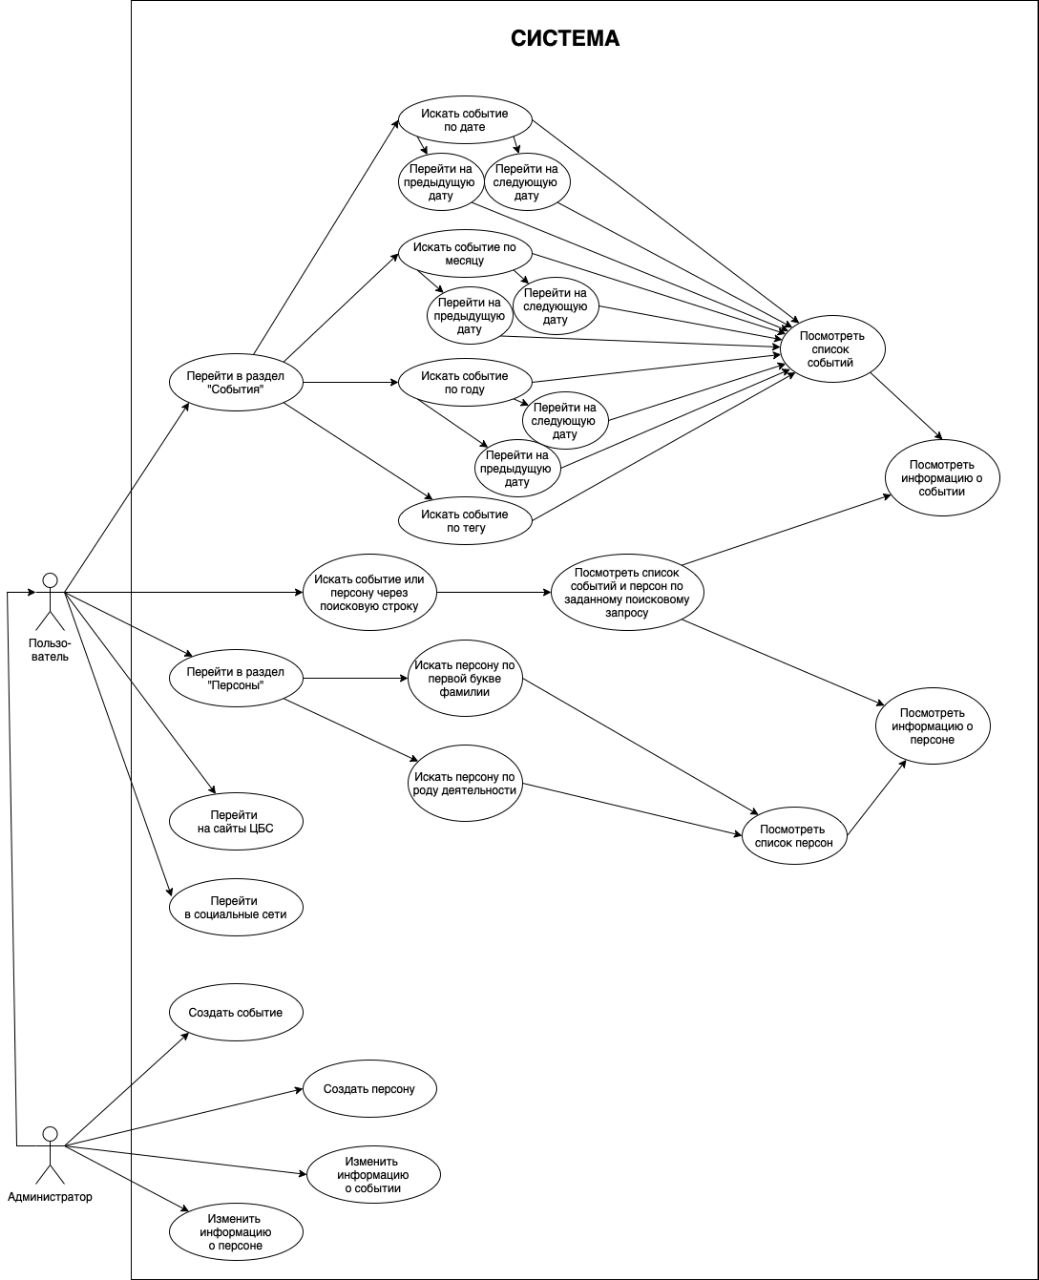 СИСТЕМА
Искать событие
по дате
Перейти на
предыдущую
дату
Перейти на
следующую
дату
Искать событие по
месяцу
Перейти на
предыдущую
дату
Перейти на
следующую
дату
Посмотреть
список
событий
Перейти в раздел
"События"
Искать событие
по году
Перейти на
следующую
дату
Перейти на
предыдущую
дату
Посмотреть
информацию о
событии
Искать событие
по тегу
Пользо-
ватель
Искать событие или
персону через
поисковую строку
Посмотреть список
событий и персон по
заданному поисковому
запросу
Перейти в раздел
"Персоны"
Искать персону по
первой букве
фамилии
Посмотреть
информацию о
персоне
Искать персону по
роду деятельности
Перейти
на сайты ЦБС
Посмотреть
список персон
Перейти
в социальные сети
Создать событие
Создать персону
Администратор
Изменить
информацию
о событии
Изменить
информацию
о персоне